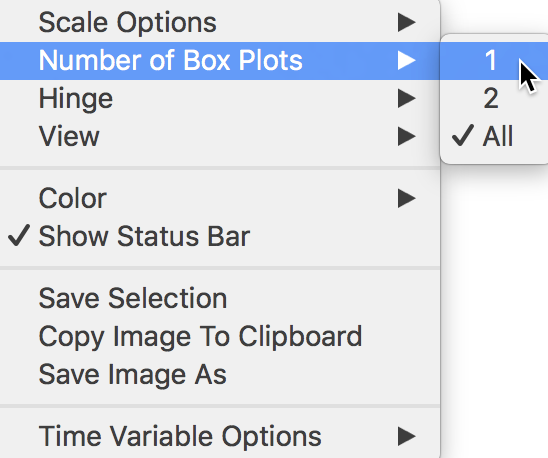 Scale Options
Number of Box Plots
1
Hinge
2
View
All
Color
Show Status Bar
Save Selection
Copy Image To Clipboard
Save Image As
Time Variable Options